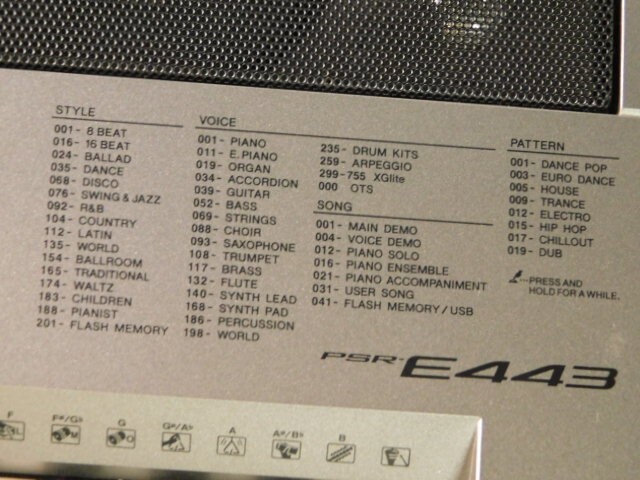 STYLE
001- 8 BEAT
016- 16 BEAT
024- BALLAD
035- DANCE
068- DISCO
076- SWING & JAZZ
092- R&B
104- COUNTRY
112- LATIN
135- WORLD
154- BALLROOM
165- TRADITIONAL
174- WALTZ
183- CHILDREN
188- PIANIST
201- FLASH MEMORY
VOICE
001- PIANO
011- E.PIANO
019- ORGAN
034- ACCORDION
039- GUITAR
052- BASS
069- STRINGS
088- CHOIR
093- SAXOPHONE
108- TRUMPET
117- BRASS
132- FLUTE
140- SYNTH LEAD
168- SYNTH PAD
186- PERCUSSION
198- WORLD
235- DRUM KITS
259- ARPEGGIO
299-755 XGlite
000 OTS
SONG
001- MAIN DEMO
004- VOICE DEMO
012- PIANO SOLO
016- PIANO ENSEMBLE
021- PIANO ACCOMPANIMENT
031- USER SONG
041- FLASH MEMORY/USB
PATTERN
001- DANCE POP
003- EURO DANCE
005- HOUSE
009- TRANCE
012- ELECTRO
015- HIP HOP
017- CHILLOUT
019- DUB
---PRESS AND
HOLD FOR A WHILE.
PSR-E443
F
F#/G♭
G
G#/A♭
A
A#/B♭
B
L
M
O